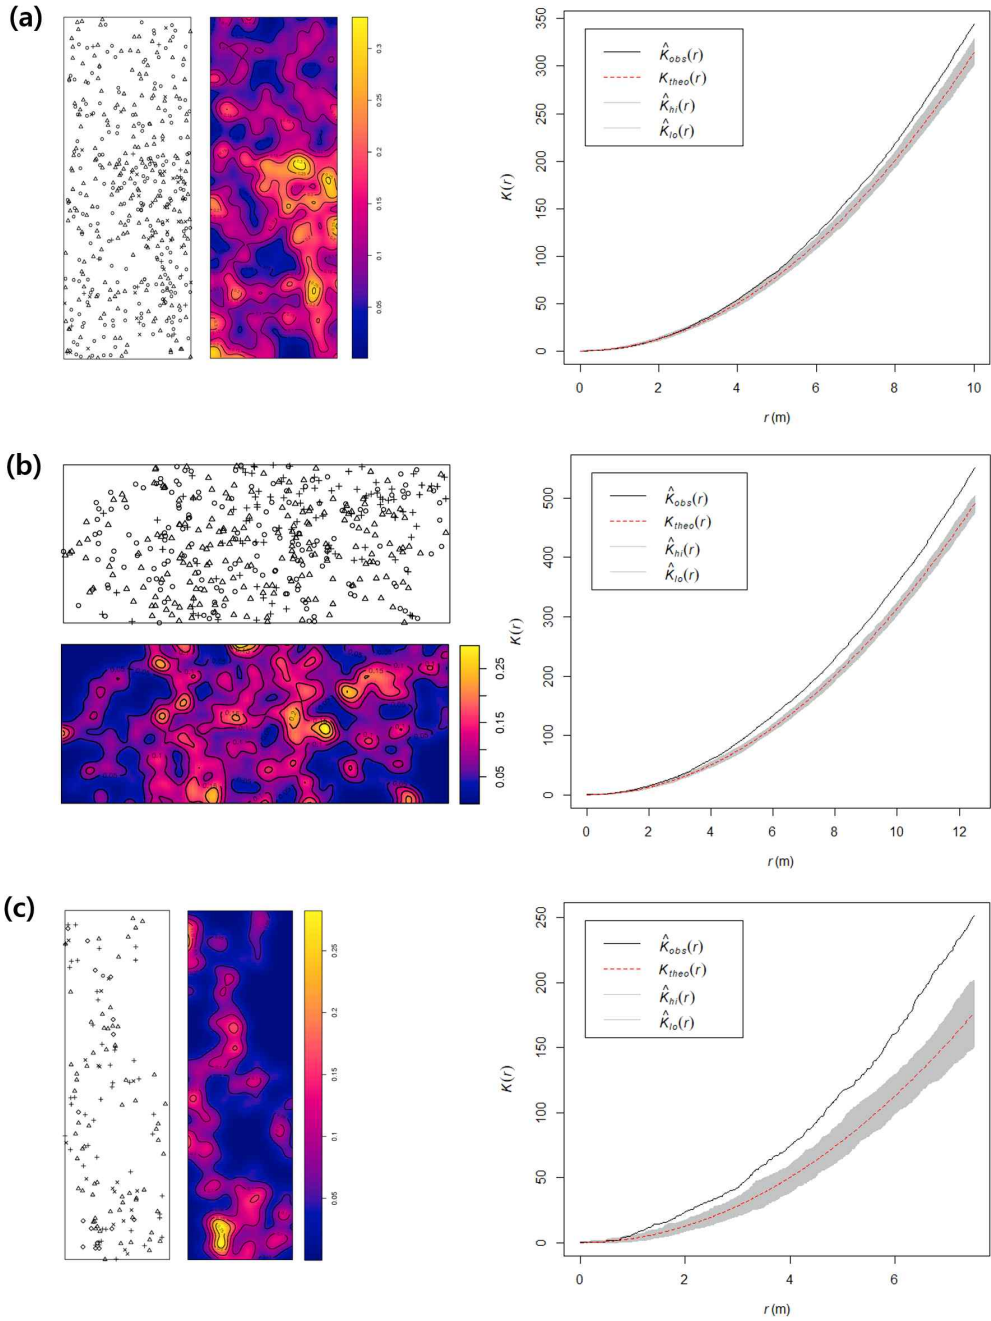 (a)
0.05
0.1
0.15
0.2
0.25
0.3
K̂obs(r)
Ktheo(r)
K̂hi(r)
K̂lo(r)
K(r)
0
50
100
150
200
250
300
350
0 2 4 6 8 10
r (m)
(b)
0.05
0.15
0.25
K̂obs(r)
Ktheo(r)
K̂hi(r)
K̂lo(r)
K(r)
0
100
200
300
400
500
0 2 4 6 8 10 12
r (m)
(c)
0.05
0.1
0.15
0.2
0.25
K̂obs(r)
Ktheo(r)
K̂hi(r)
K̂lo(r)
K(r)
0
50
100
150
200
250
0 2 4 6
r (m)